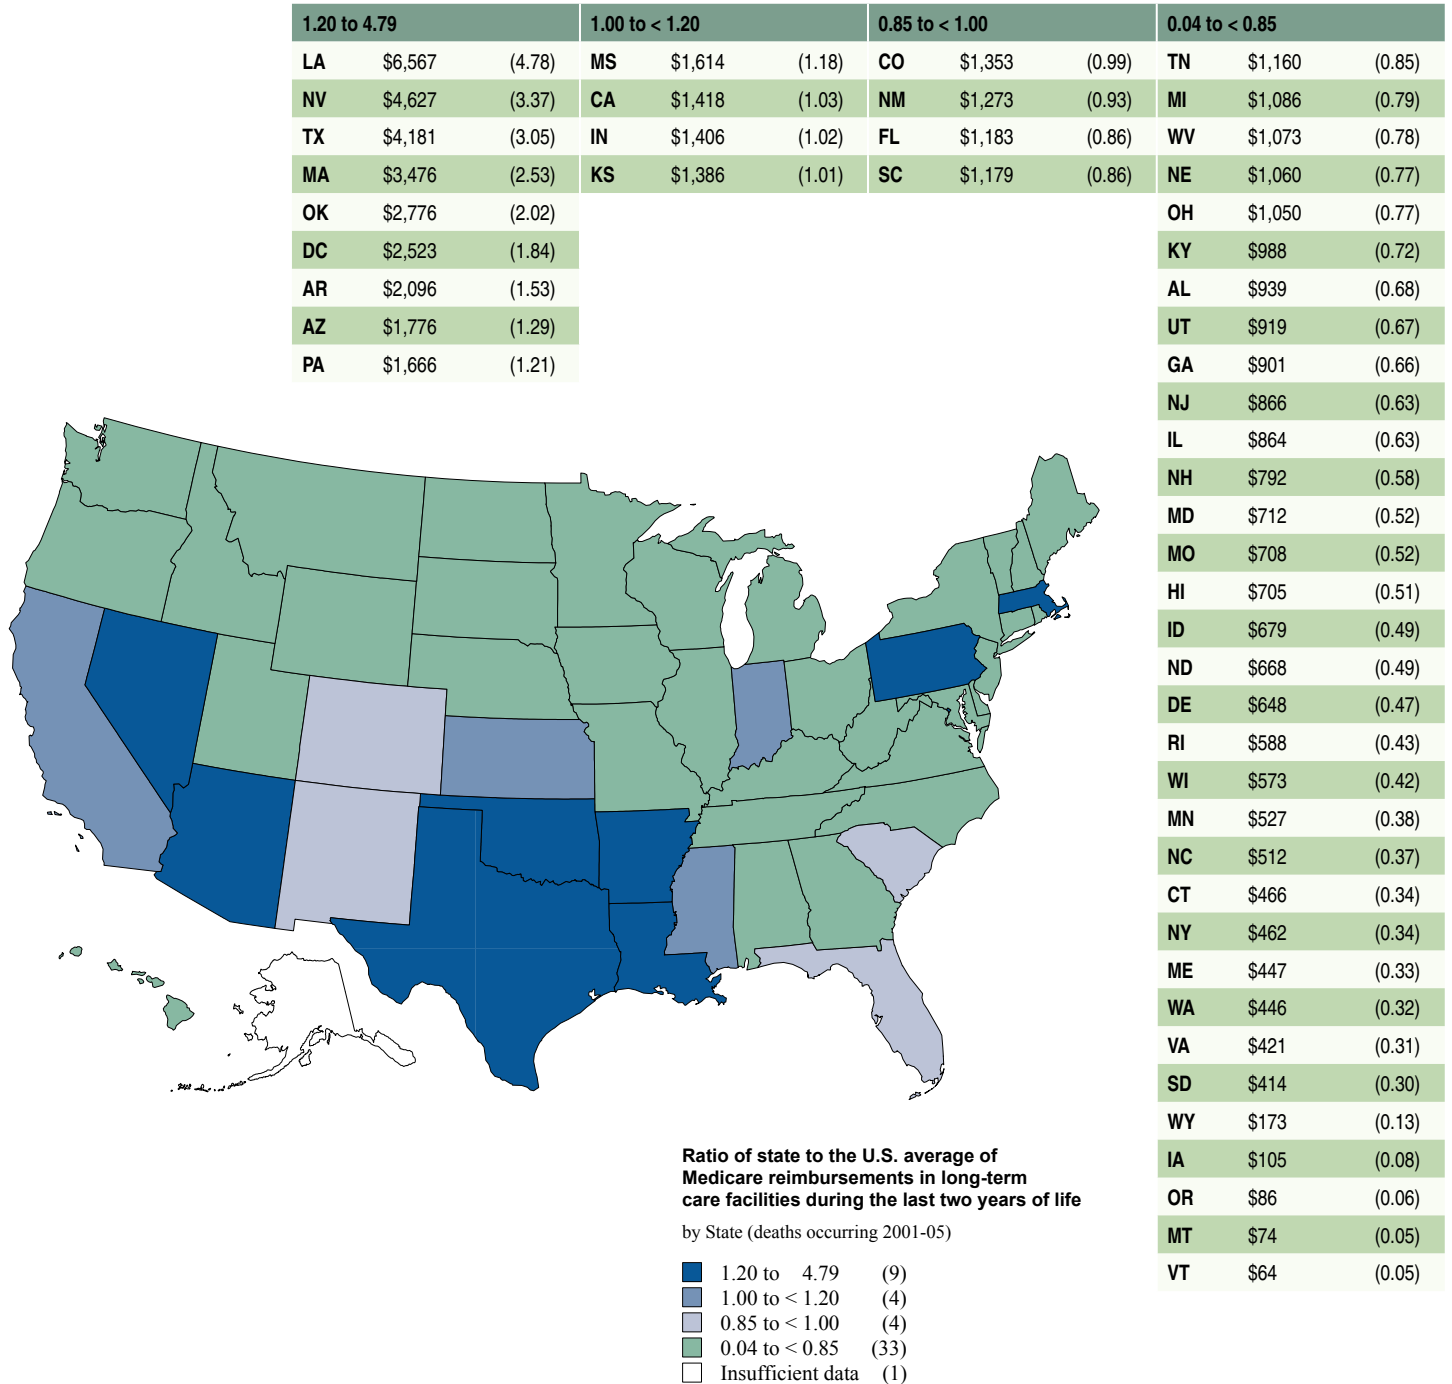 1.20 to 4.79 1.00 to < 1.20 0.85 to < 1.00 0.04 to < 0.85
LA $6,567 (4.78) MS $1,614 (1.18) CO $1,353 (0.99) TN $1,160 (0.85)
NV $4,627 (3.37) CA $1,418 (1.03) NM $1,273 (0.93) MI $1,086 (0.79)
TX $4,181 (3.05) IN $1,406 (1.02) FL $1,183 (0.86) WV $1,073 (0.78)
MA $3,476 (2.53) KS $1,386 (1.01) SC $1,179 (0.86) NE $1,060 (0.77)
OK $2,776 (2.02) OH $1,050 (0.77)
DC $2,523 (1.84) KY $988 (0.72)
AR $2,096 (1.53) AL $939 (0.68)
AZ $1,776 (1.29) UT $919 (0.67)
PA $1,666 (1.21) GA $901 (0.66)
NJ $866 (0.63)
IL $864 (0.63)
NH $792 (0.58)
MD $712 (0.52)
MO $708 (0.52)
HI $705 (0.51)
ID $679 (0.49)
ND $668 (0.49)
DE $648 (0.47)
RI $588 (0.43)
WI $573 (0.42)
MN $527 (0.38)
NC $512 (0.37)
CT $466 (0.34)
NY $462 (0.34)
ME $447 (0.33)
WA $446 (0.32)
VA $421 (0.31)
SD $414 (0.30)
WY $173 (0.13)
IA $105 (0.08)
OR $86 (0.06)
MT $74 (0.05)
VT $64 (0.05)
Ratio of state to the U.S. average of
Medicare reimbursements in long-term
care facilities during the last two years of life
by State (deaths occurring 2001-05)
1.20 to 4.79 (9)
1.00 to < 1.20 (4)
0.85 to < 1.00 (4)
0.04 to < 0.85 (33)
Insufficient data (1)